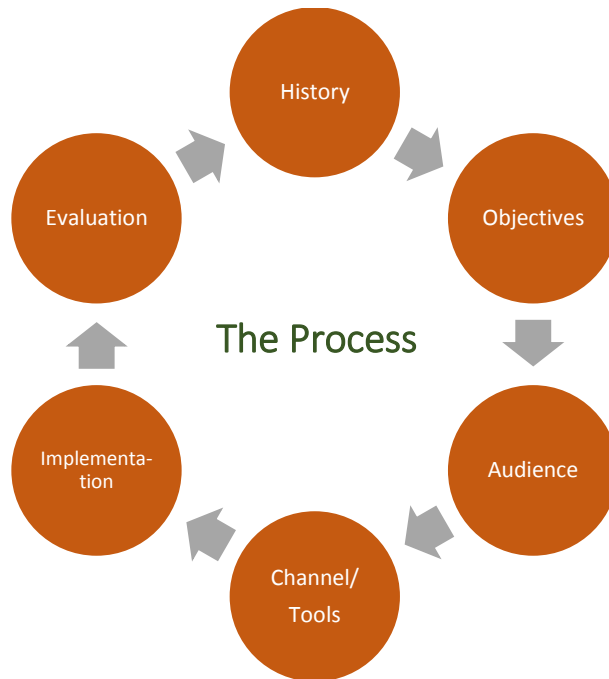 History
Objectives
Audience
Channel/
Tools
Implementa-
tion
Evaluation
The Process